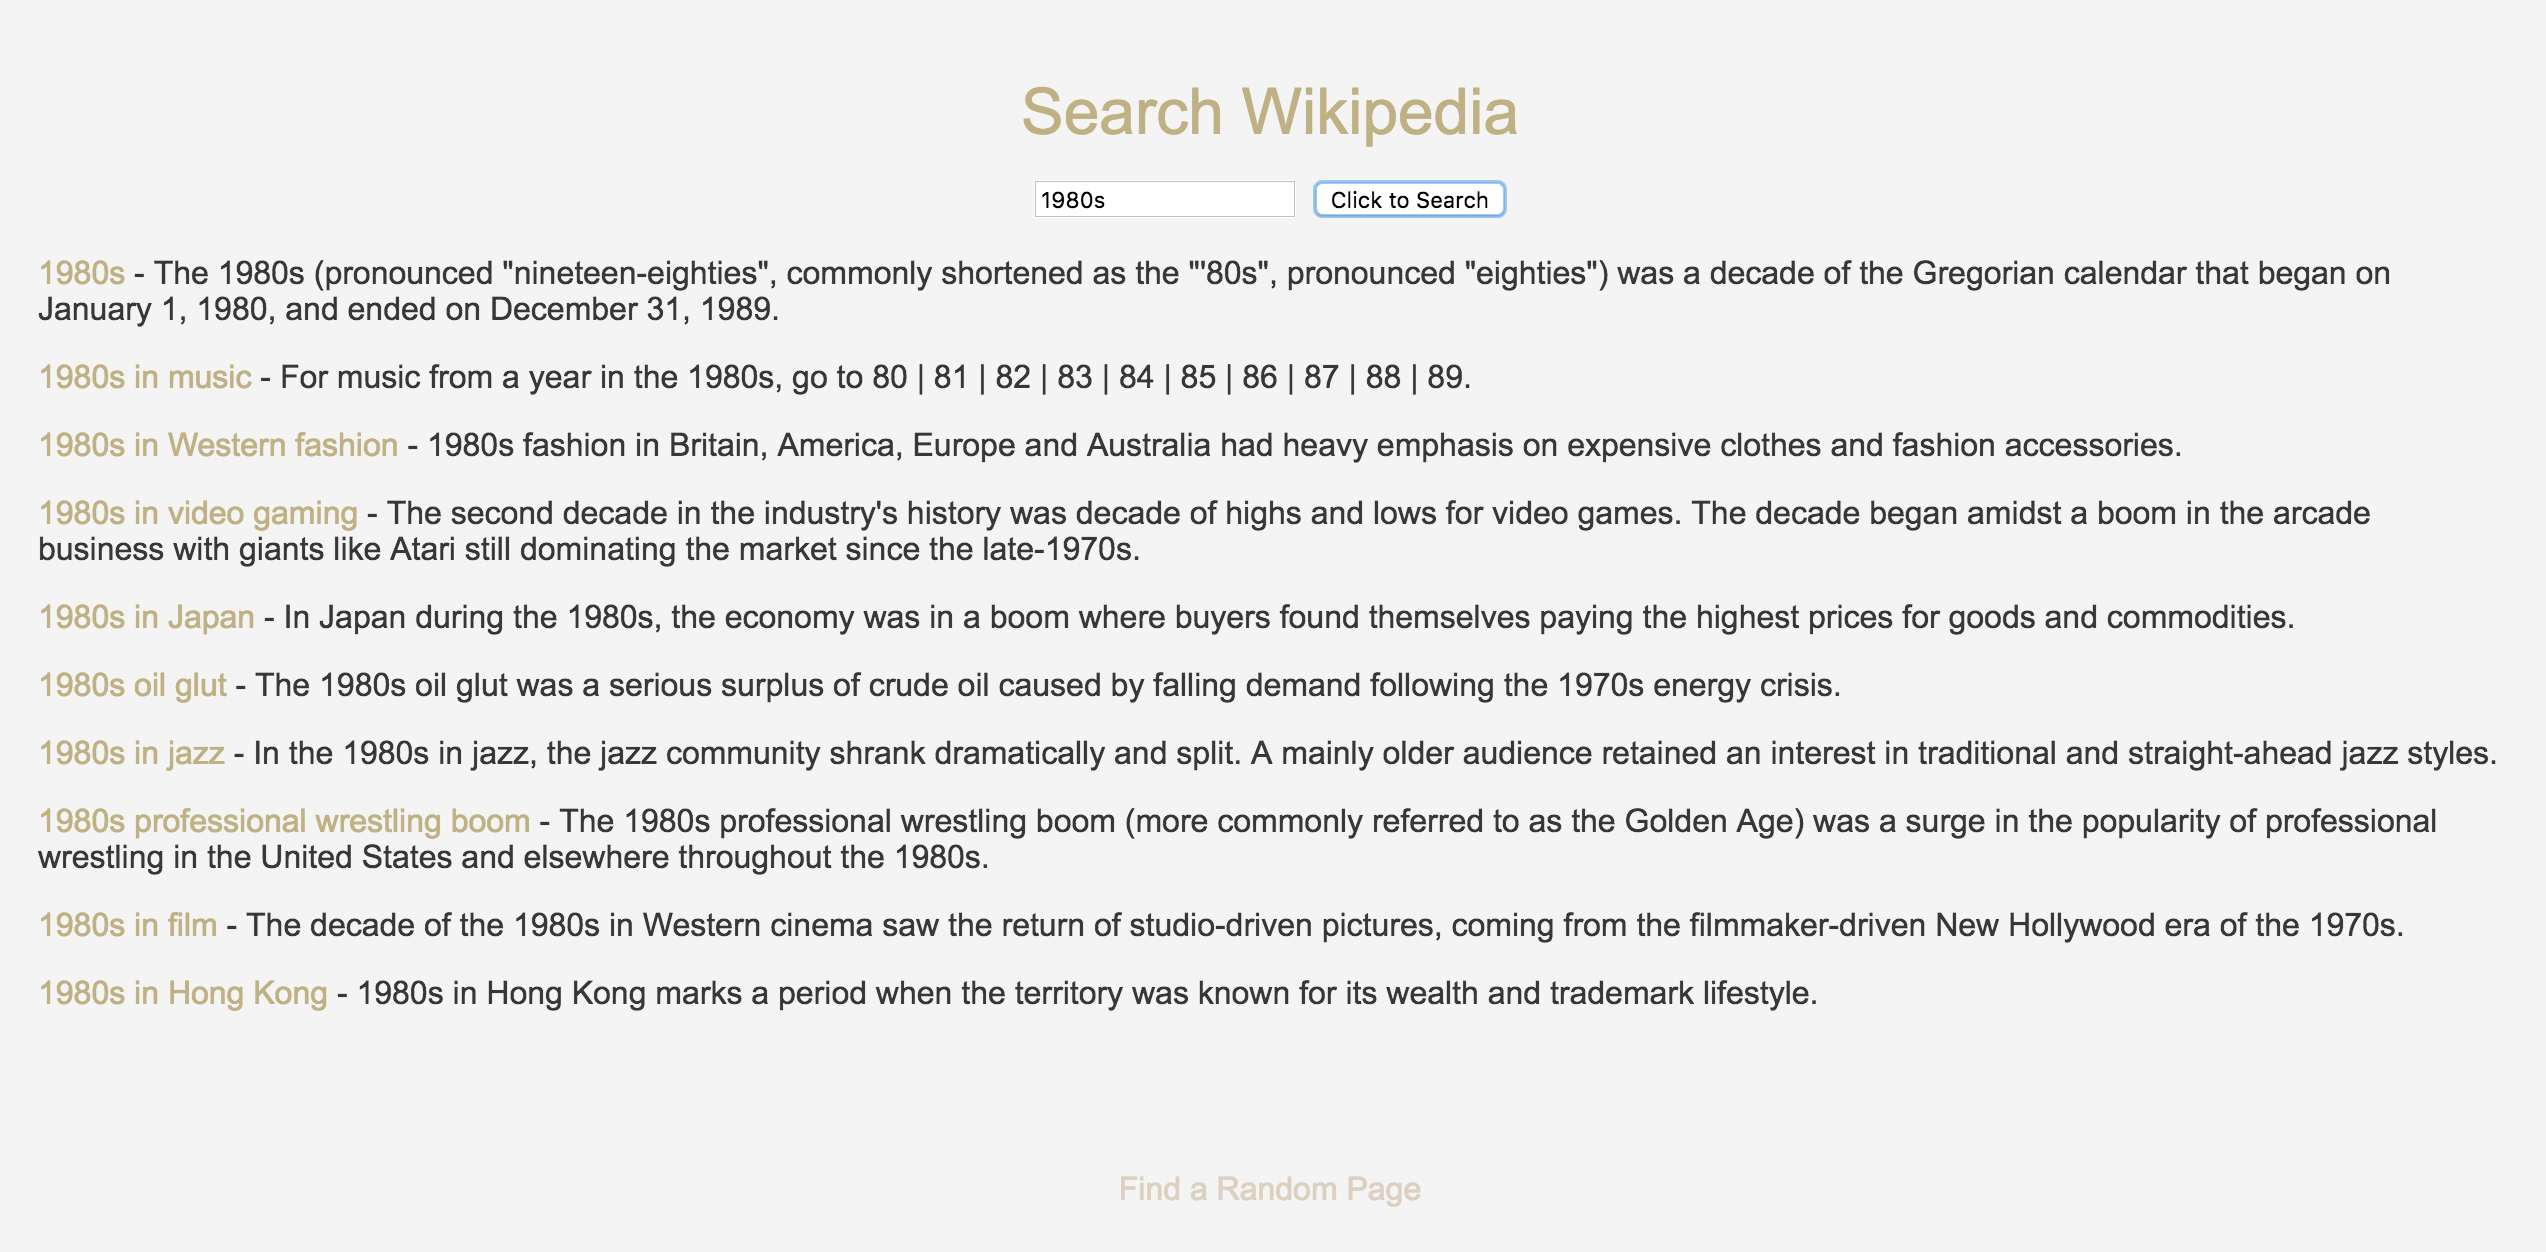 Search Wikipedia
1980s
Click to Search
1980s - The 1980s (pronounced "nineteen-eighties", commonly shortened as the "'80s", pronounced "eighties") was a decade of the Gregorian calendar that began on
January 1, 1980, and ended on December 31, 1989.
1980s in music - For music from a year in the 1980s, go to 80 | 81 | 82 | 83 | 84 | 85 | 86 | 87 | 88 | 89.
1980s in Western fashion - 1980s fashion in Britain, America, Europe and Australia had heavy emphasis on expensive clothes and fashion accessories.
1980s in video gaming - The second decade in the industry's history was decade of highs and lows for video games. The decade began amidst a boom in the arcade
business with giants like Atari still dominating the market since the late-1970s.
1980s in Japan - In Japan during the 1980s, the economy was in a boom where buyers found themselves paying the highest prices for goods and commodities.
1980s oil glut - The 1980s oil glut was a serious surplus of crude oil caused by falling demand following the 1970s energy crisis.
1980s in jazz - In the 1980s in jazz, the jazz community shrank dramatically and split. A mainly older audience retained an interest in traditional and straight-ahead jazz styles.
1980s professional wrestling boom - The 1980s professional wrestling boom (more commonly referred to as the Golden Age) was a surge in the popularity of professional
wrestling in the United States and elsewhere throughout the 1980s.
1980s in film - The decade of the 1980s in Western cinema saw the return of studio-driven pictures, coming from the filmmaker-driven New Hollywood era of the 1970s.
1980s in Hong Kong - 1980s in Hong Kong marks a period when the territory was known for its wealth and trademark lifestyle.
Find a Random Page